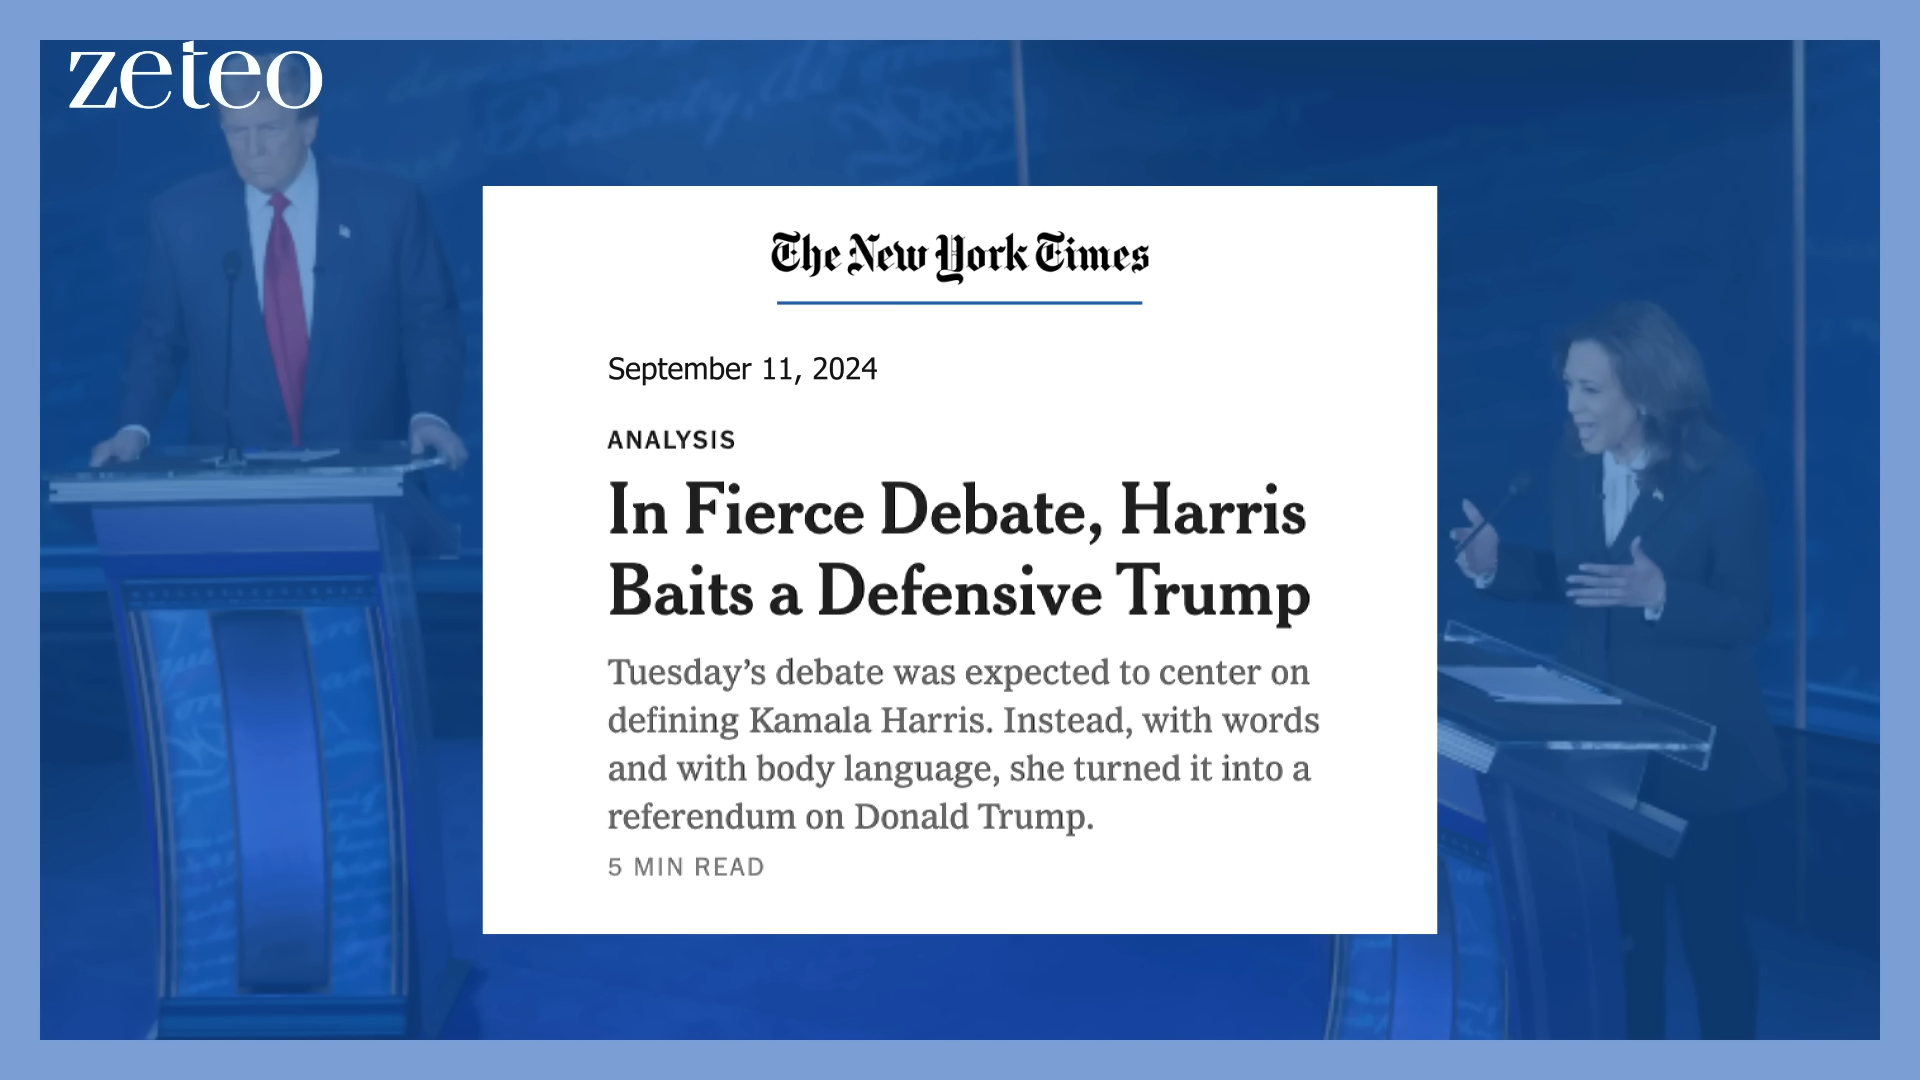 zeteo
The New York Times
September 11, 2024
ANALYSIS
In Fierce Debate, Harris
Baits a Defensive Trump
Tuesday’s debate was expected to center on
defining Kamala Harris. Instead, with words
and with body language, she turned it into a
referendum on Donald Trump.
5 MIN READ